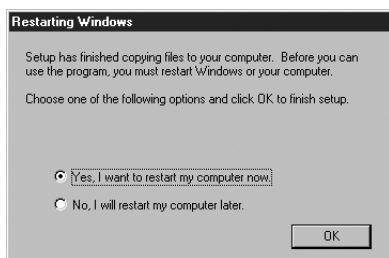 Restarting Windows
Setup has finished copying files to your computer. Before you can
use the program, you must restart Windows or your computer.
Choose one of the following options and click OK to finish setup.
Yes, I want to restart my computer now.
No, I will restart my computer later.
OK